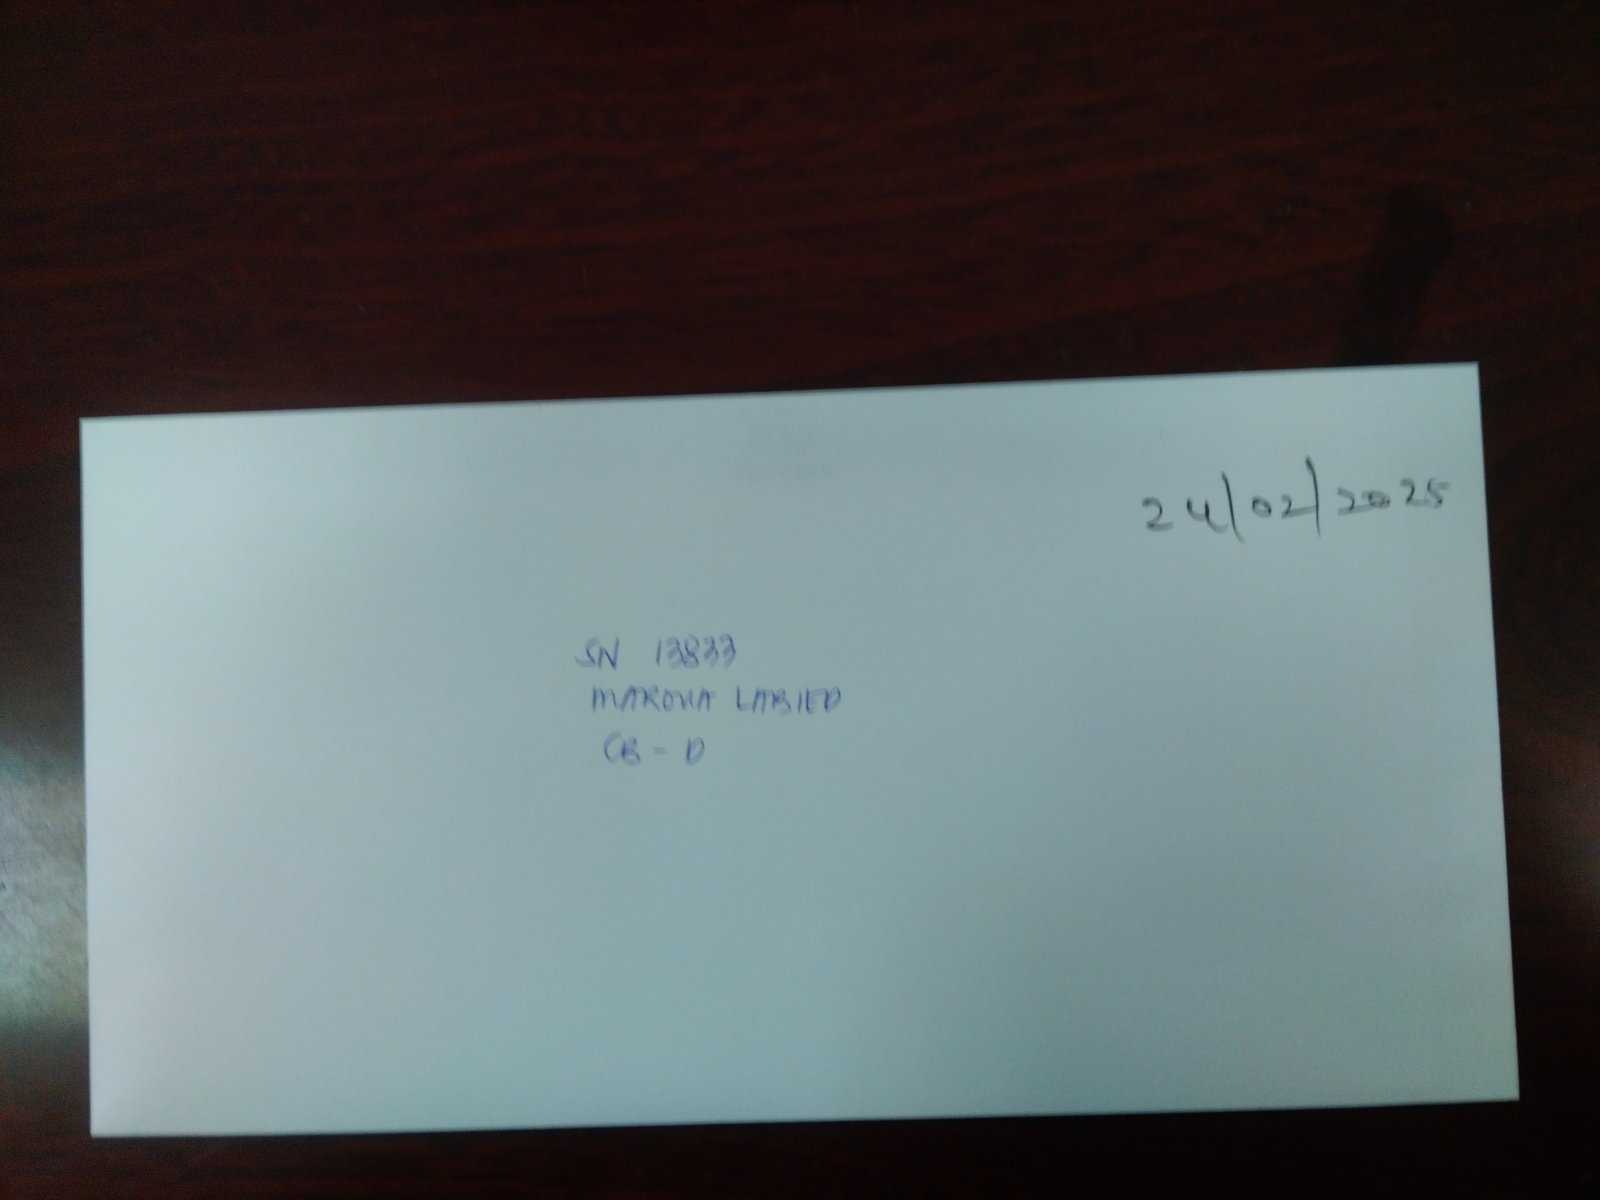 24/02/2025
SN 13833
MAROUA LABIED
CB - D